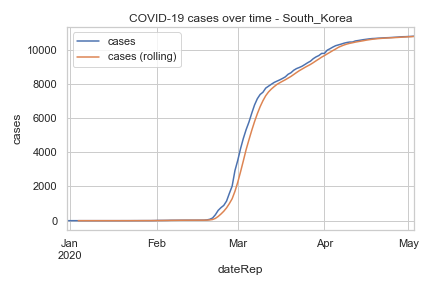 COVID-19 cases over time - South_Korea
cases
cases (rolling)
10000
8000
6000
4000
2000
0
cases
Jan
2020
Feb
Mar
Apr
May
dateRep